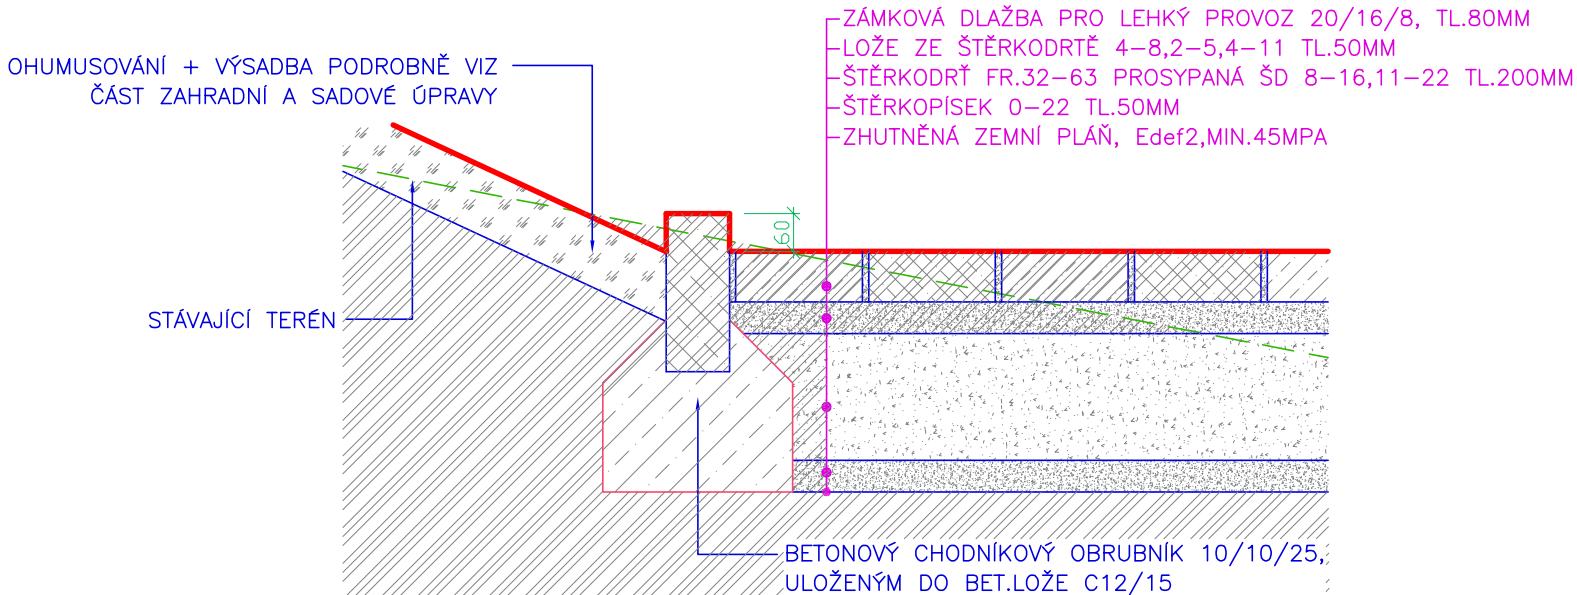 ZÁMKOVÁ DLAŽBA PRO LEHKÝ PROVOZ 20/16/8, TL.80MM
LOŽE ZE ŠTĚRKODRTĚ 4-8,2-5,4-11 TL.50MM
ŠTĚRKODRŤ FR.32-63 PROSYPANÁ ŠD 8-16,11-22 TL.200MM
ŠTĚRKOPÍSEK 0-22 TL.50MM
ZHUTNĚNÁ ZEMNÍ PLÁŇ, Edef2,MIN.45MPA
OHUMUSOVÁNÍ + VÝSADBA PODROBNĚ VIZ
ČÁST ZAHRADNÍ A SADOVÉ ÚPRAVY
60
STÁVAJÍCÍ TERÉN
BETONOVÝ CHODNÍKOVÝ OBRUBNÍK 10/10/25,
ULOŽENÝM DO BET.LOŽE C12/15